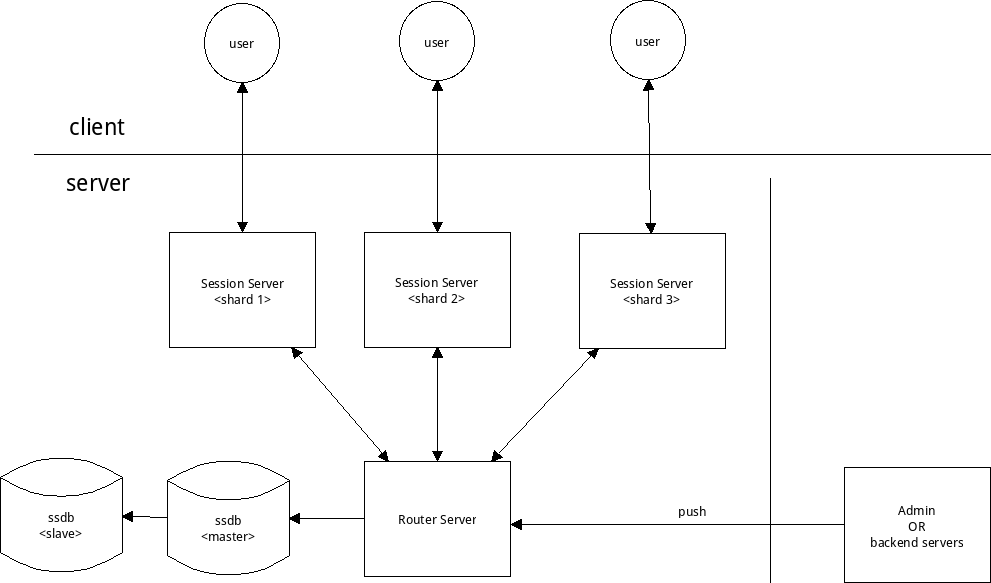 user
user
user
client
server
Session Server
<shard 1>
Session Server
<shard 2>
Session Server
<shard 3>
ssdb
<slave>
ssdb
<master>
Router Server
push
Admin
OR
backend servers